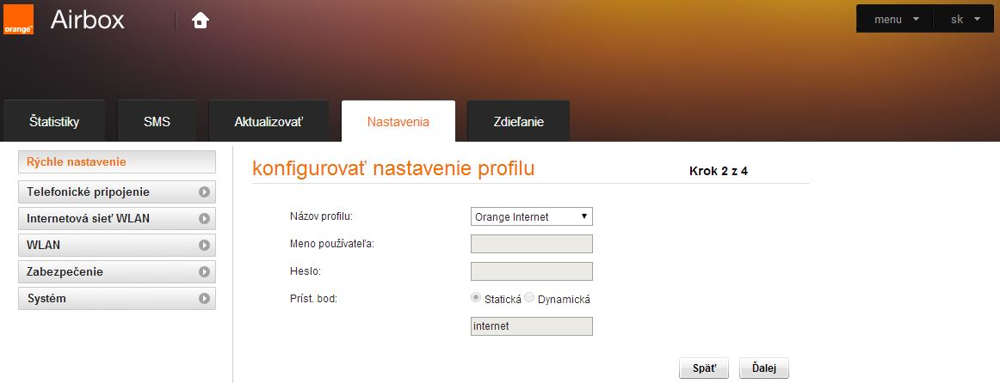 orange™
Airbox
menu
sk
Štatistiky
SMS
Aktualizovať
Nastavenia
Zdieľanie
Rýchle nastavenie
Telefonické pripojenie
Internetová sieť WLAN
WLAN
Zabezpečenie
Systém
konfigurovať nastavenie profilu
Krok 2 z 4
Názov profilu:
Orange Internet
Meno používateľa:
Heslo:
Príst. bod:
Statická Dynamická
internet
Späť
Ďalej